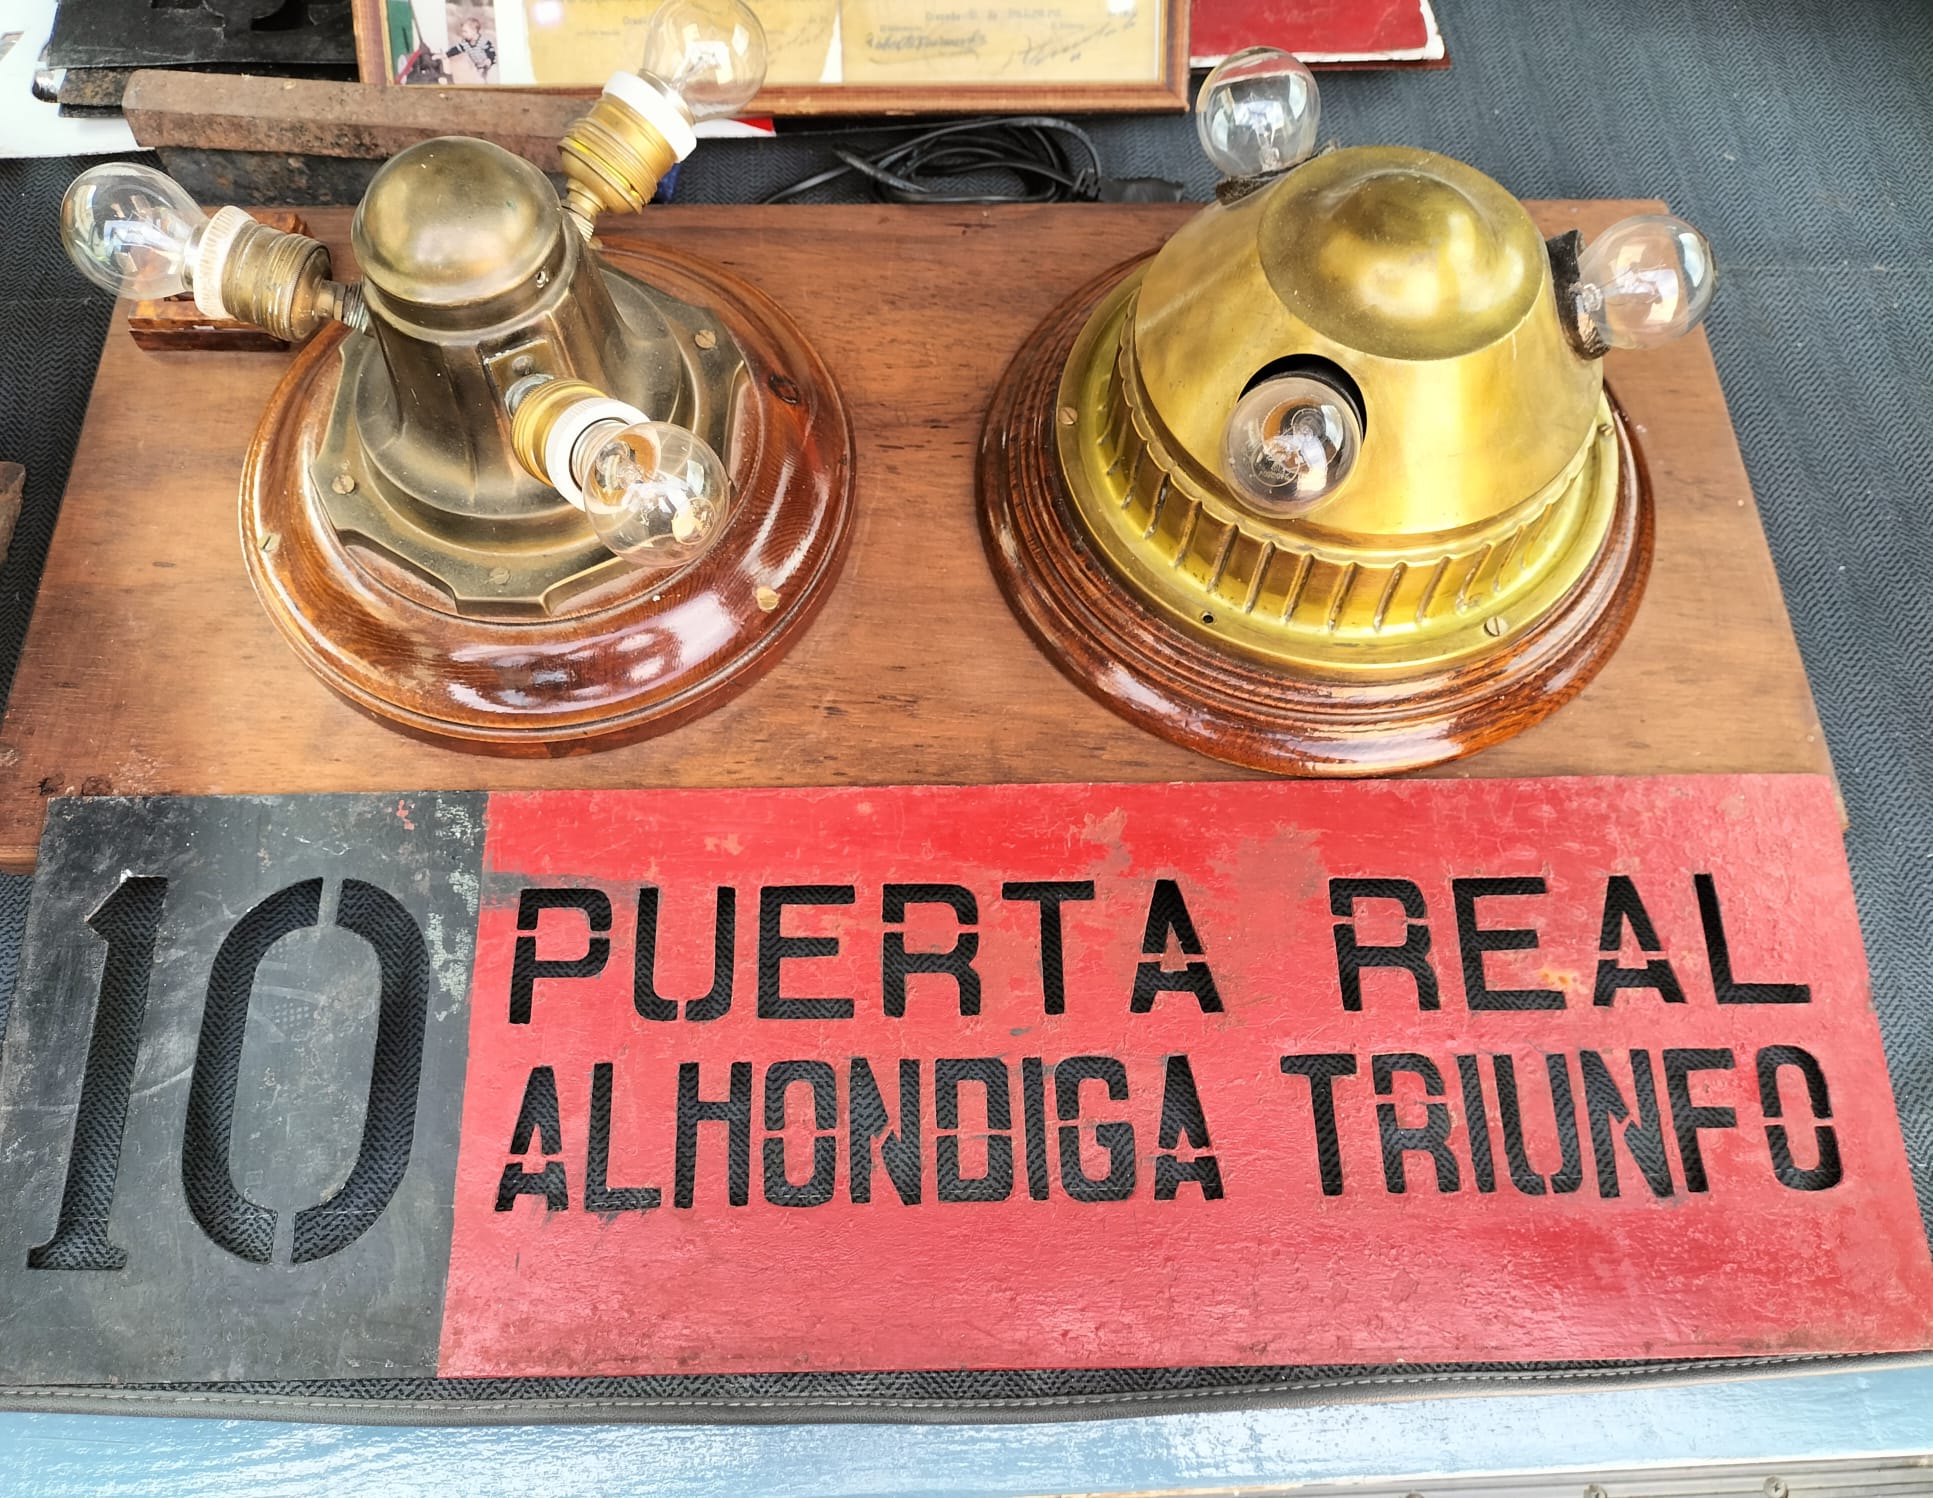 10
PUERTA REAL
ALHONDIGA TRIUNFO